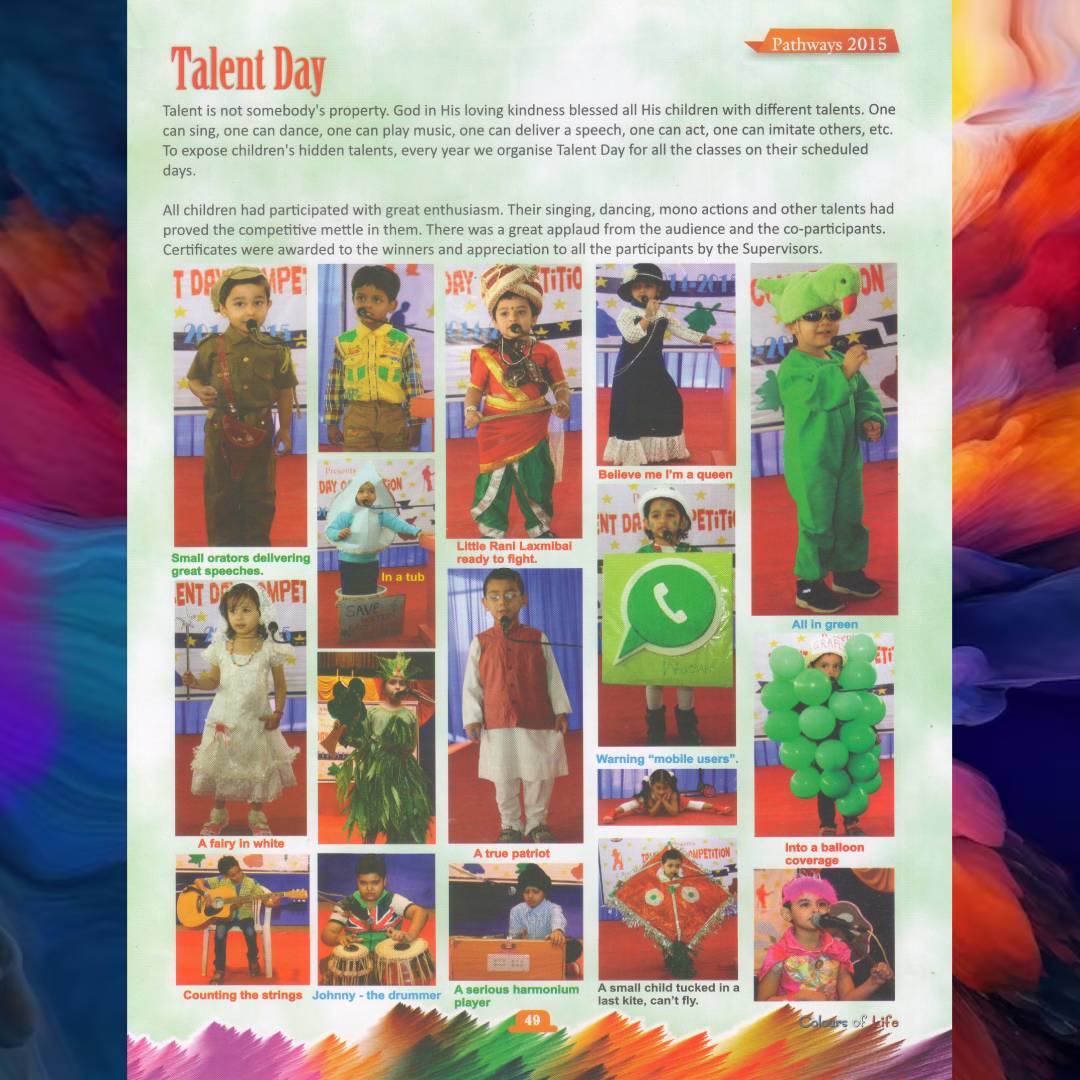 Pathways 2015
Talent Day
Talent is not somebody's property. God in His loving kindness blessed all His children with different talents. One
can sing, one can dance, one can play music, one can deliver a speech, one can act, one can imitate others, etc.
To expose children's hidden talents, every year we organise Talent Day for all the classes on their scheduled
days.
All children had participated with great enthusiasm. Their singing, dancing, mono actions and other talents had
proved the competitive mettle in them. There was a great applaud from the audience and the co-participants.
Certificates were awarded to the winners and appreciation to all the participants by the Supervisors.
Small orators delivering
great speeches.
In a tub
SAVE
Little Rani Laxmibai
ready to fight.
Believe me I'm a queen
All in green
A fairy in white
A true patriot
Warning "mobile users".
Into a balloon
coverage
Counting the strings
Johnny - the drummer
A serious harmonium
player
A small child tucked in a
last kite, can't fly.
49
Colours of Life